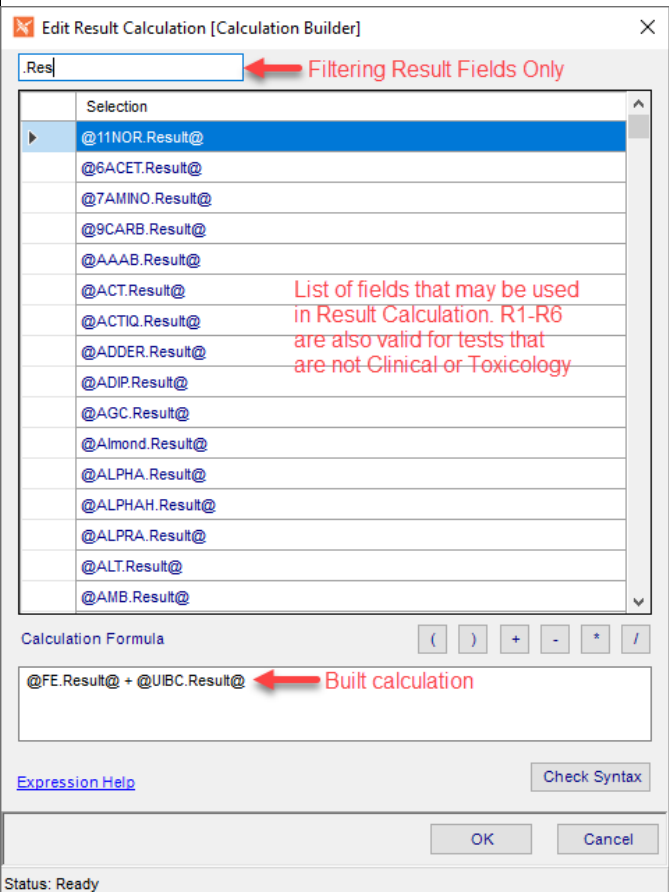 Edit Result Calculation [Calculation Builder]
.Res
Filtering Result Fields Only
Selection
@11NOR.Result@
@6ACET.Result@
@7AMINO.Result@
@9CARB.Result@
@AAAB.Result@
@ACT.Result@
@ACTIQ.Result@
@ADDER.Result@
@ADIP.Result@
@AGC.Result@
@Almond.Result@
@ALPHA.Result@
@ALPHAH.Result@
@ALPRA.Result@
@ALT.Result@
@AMB.Result@
List of fields that may be used
in Result Calculation. R1-R6
are also valid for tests that
are not Clinical or Toxicology
Calculation Formula
( ) + - * /
@FE.Result@ + @UIBC.Result@
Built calculation
Expression Help
Check Syntax
OK Cancel
Status: Ready